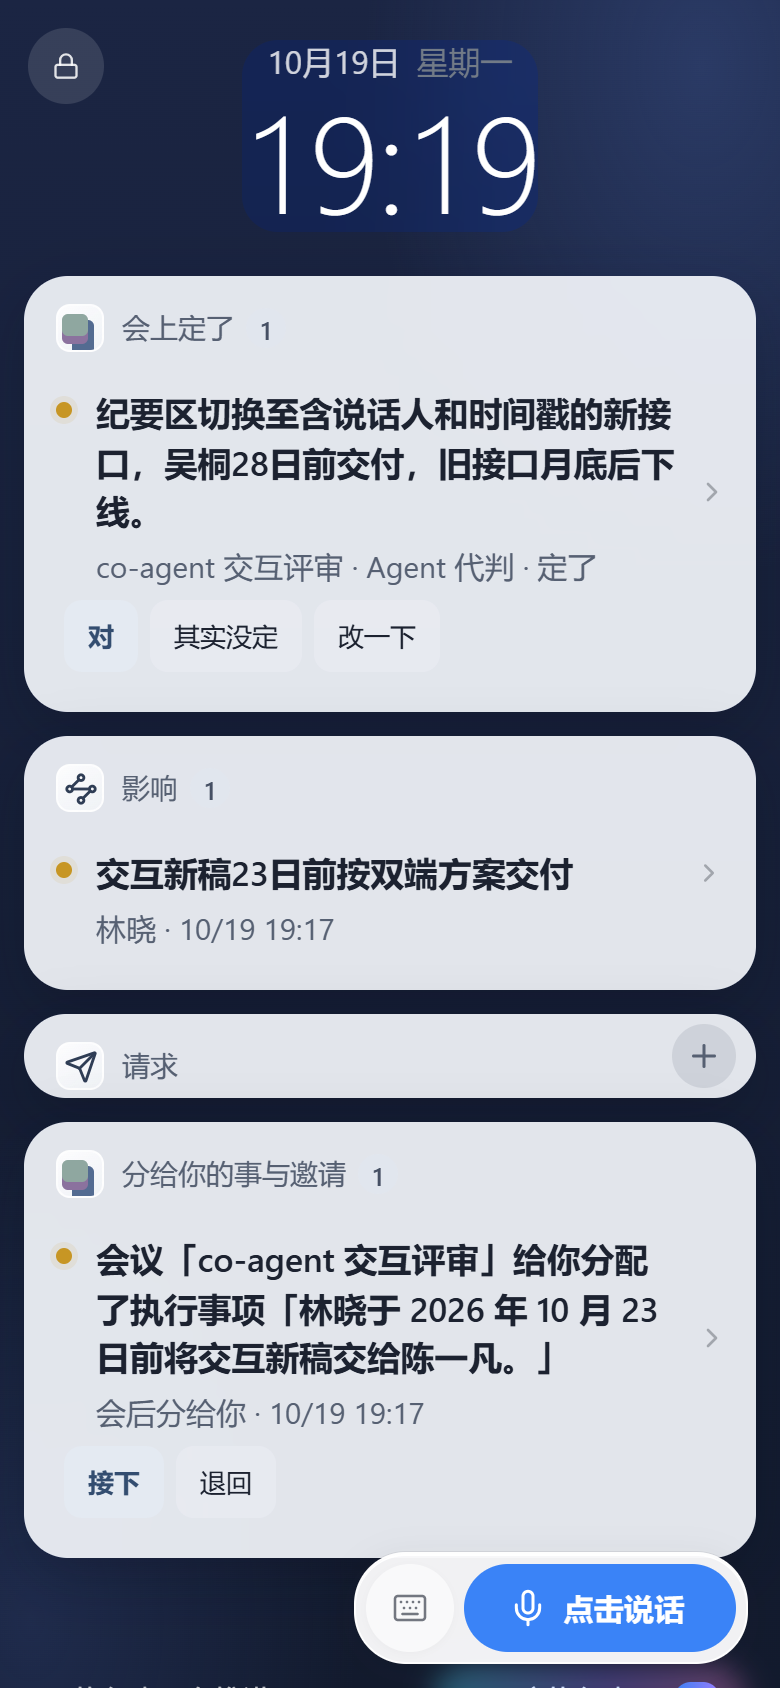 10月19日 星期一
19:19
会上定了 1
纪要区切换至含说话人和时间戳的新接
口，吴桐28日前交付，旧接口月底后下
线。
co-agent 交互评审 · Agent 代判 · 定了
对 其实没定 改一下
影响 1
交互新稿23日前按双端方案交付
林晓 · 10/19 19:17
请求
分给你的事与邀请 1
会议「co-agent 交互评审」给你分配
了执行事项「林晓于 2026 年 10 月 23
日前将交互新稿交给陈一凡。」
会后分给你 · 10/19 19:17
接下 退回
点击说话